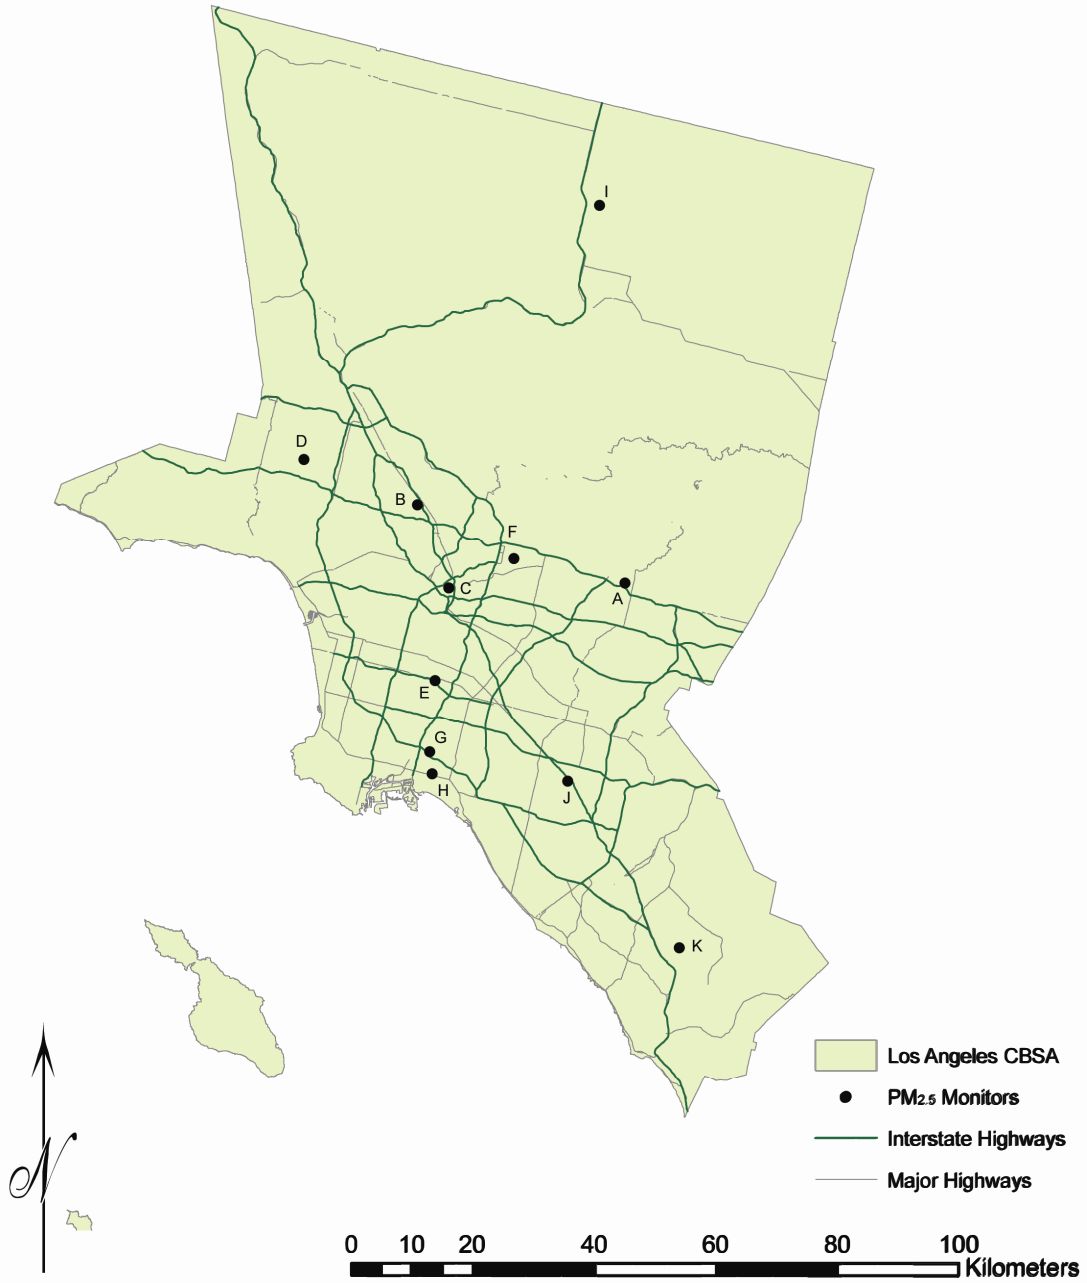 I
D
B
F
C
A
E
G
H
J
K
Los Angeles CBSA
PM2.5 Monitors
Interstate Highways
Major Highways
N
0 10 20 40 60 80 100
Kilometers